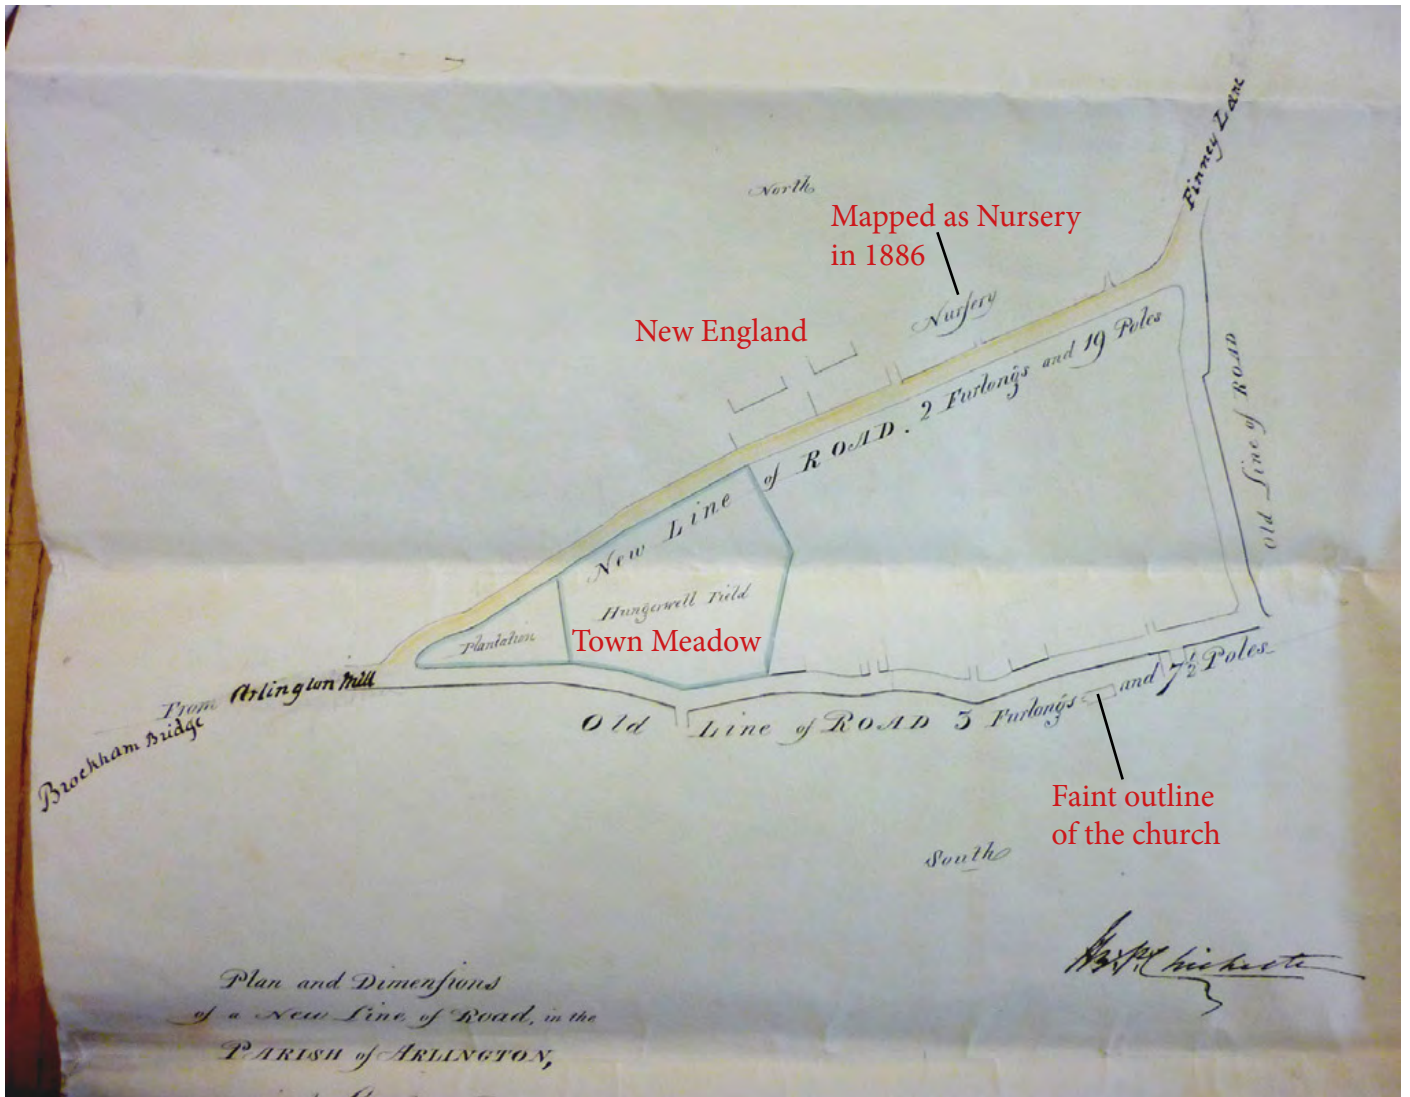 Finney Lane
North
Mapped as Nursery
in 1886
Nursery
New England
New Line of ROAD. 2 Furlongs and 19 Poles
Old Line of ROAD
Hungerwell Field
Plantation
Town Meadow
From Arlington Mill
Brockham Bridge
Old Line of ROAD 3 Furlongs and 7½ Poles
Faint outline
of the church
South
Chichester
Plan and Dimensions
of a New Line of Road, in the
PARISH of ARLINGTON,